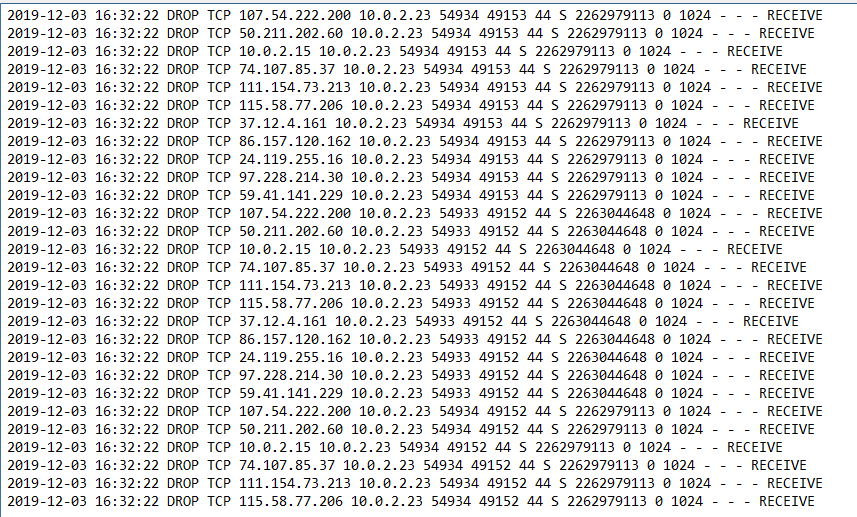 2019-12-03 16:32:22 DROP TCP 107.54.222.200 10.0.2.23 54934 49153 44 S 2262979113 0 1024 - - - RECEIVE
2019-12-03 16:32:22 DROP TCP 50.211.202.60 10.0.2.23 54934 49153 44 S 2262979113 0 1024 - - - RECEIVE
2019-12-03 16:32:22 DROP TCP 10.0.2.15 10.0.2.23 54934 49153 44 S 2262979113 0 1024 - - - RECEIVE
2019-12-03 16:32:22 DROP TCP 74.107.85.37 10.0.2.23 54934 49153 44 S 2262979113 0 1024 - - - RECEIVE
2019-12-03 16:32:22 DROP TCP 111.154.73.213 10.0.2.23 54934 49153 44 S 2262979113 0 1024 - - - RECEIVE
2019-12-03 16:32:22 DROP TCP 115.58.77.206 10.0.2.23 54934 49153 44 S 2262979113 0 1024 - - - RECEIVE
2019-12-03 16:32:22 DROP TCP 37.12.4.161 10.0.2.23 54934 49153 44 S 2262979113 0 1024 - - - RECEIVE
2019-12-03 16:32:22 DROP TCP 86.157.120.162 10.0.2.23 54934 49153 44 S 2262979113 0 1024 - - - RECEIVE
2019-12-03 16:32:22 DROP TCP 24.119.255.16 10.0.2.23 54934 49153 44 S 2262979113 0 1024 - - - RECEIVE
2019-12-03 16:32:22 DROP TCP 97.228.214.30 10.0.2.23 54934 49153 44 S 2262979113 0 1024 - - - RECEIVE
2019-12-03 16:32:22 DROP TCP 59.41.141.229 10.0.2.23 54934 49153 44 S 2262979113 0 1024 - - - RECEIVE
2019-12-03 16:32:22 DROP TCP 107.54.222.200 10.0.2.23 54933 49152 44 S 2263044648 0 1024 - - - RECEIVE
2019-12-03 16:32:22 DROP TCP 50.211.202.60 10.0.2.23 54933 49152 44 S 2263044648 0 1024 - - - RECEIVE
2019-12-03 16:32:22 DROP TCP 10.0.2.15 10.0.2.23 54933 49152 44 S 2263044648 0 1024 - - - RECEIVE
2019-12-03 16:32:22 DROP TCP 74.107.85.37 10.0.2.23 54933 49152 44 S 2263044648 0 1024 - - - RECEIVE
2019-12-03 16:32:22 DROP TCP 111.154.73.213 10.0.2.23 54933 49152 44 S 2263044648 0 1024 - - - RECEIVE
2019-12-03 16:32:22 DROP TCP 115.58.77.206 10.0.2.23 54933 49152 44 S 2263044648 0 1024 - - - RECEIVE
2019-12-03 16:32:22 DROP TCP 37.12.4.161 10.0.2.23 54933 49152 44 S 2263044648 0 1024 - - - RECEIVE
2019-12-03 16:32:22 DROP TCP 86.157.120.162 10.0.2.23 54933 49152 44 S 2263044648 0 1024 - - - RECEIVE
2019-12-03 16:32:22 DROP TCP 24.119.255.16 10.0.2.23 54933 49152 44 S 2263044648 0 1024 - - - RECEIVE
2019-12-03 16:32:22 DROP TCP 97.228.214.30 10.0.2.23 54933 49152 44 S 2263044648 0 1024 - - - RECEIVE
2019-12-03 16:32:22 DROP TCP 59.41.141.229 10.0.2.23 54933 49152 44 S 2263044648 0 1024 - - - RECEIVE
2019-12-03 16:32:22 DROP TCP 107.54.222.200 10.0.2.23 54934 49152 44 S 2262979113 0 1024 - - - RECEIVE
2019-12-03 16:32:22 DROP TCP 50.211.202.60 10.0.2.23 54934 49152 44 S 2262979113 0 1024 - - - RECEIVE
2019-12-03 16:32:22 DROP TCP 10.0.2.15 10.0.2.23 54934 49152 44 S 2262979113 0 1024 - - - RECEIVE
2019-12-03 16:32:22 DROP TCP 74.107.85.37 10.0.2.23 54934 49152 44 S 2262979113 0 1024 - - - RECEIVE
2019-12-03 16:32:22 DROP TCP 111.154.73.213 10.0.2.23 54934 49152 44 S 2262979113 0 1024 - - - RECEIVE
2019-12-03 16:32:22 DROP TCP 115.58.77.206 10.0.2.23 54934 49152 44 S 2262979113 0 1024 - - - RECEIVE